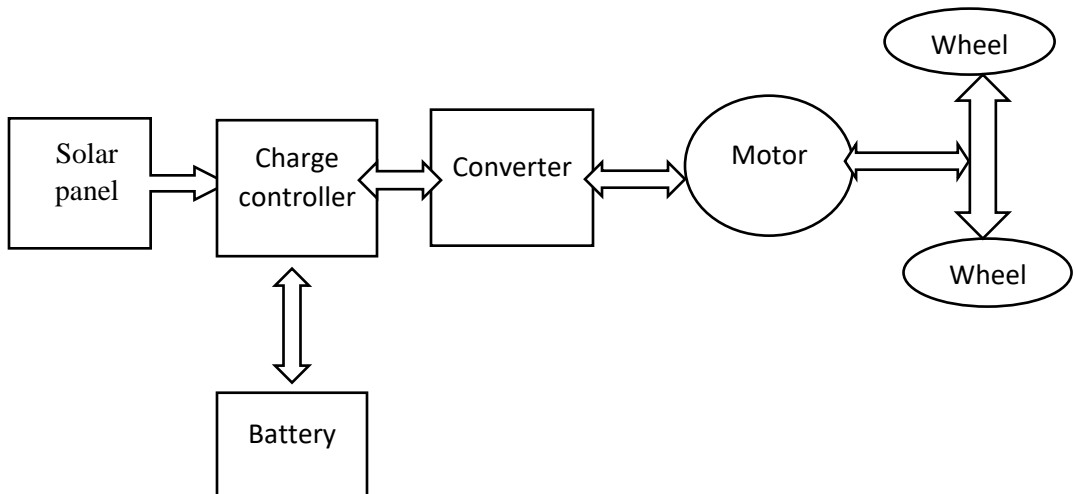 Wheel
Solar
panel
Charge
controller
Converter
Motor
Wheel
Battery